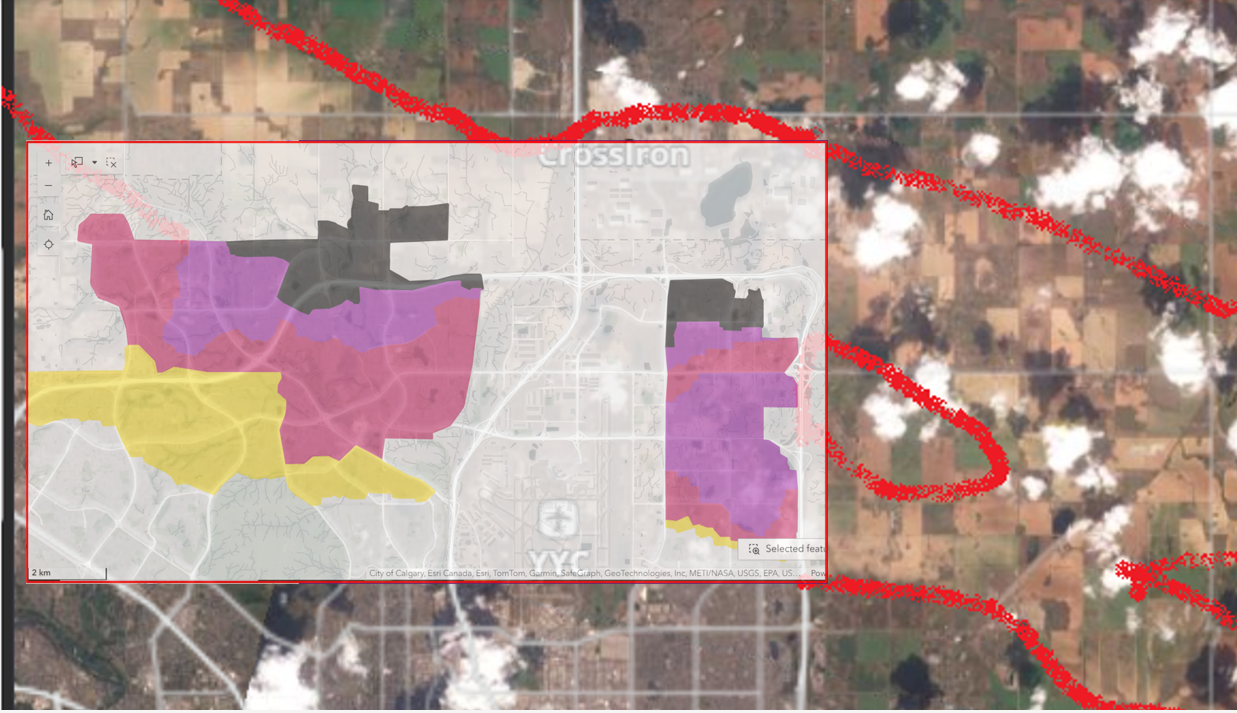 CrossIron
YYC
Selected featu
2 km
City of Calgary, Esri Canada, Esri, TomTom, Garmin, SafeGraph, GeoTechnologies, Inc, METI/NASA, USGS, EPA, US... Pow